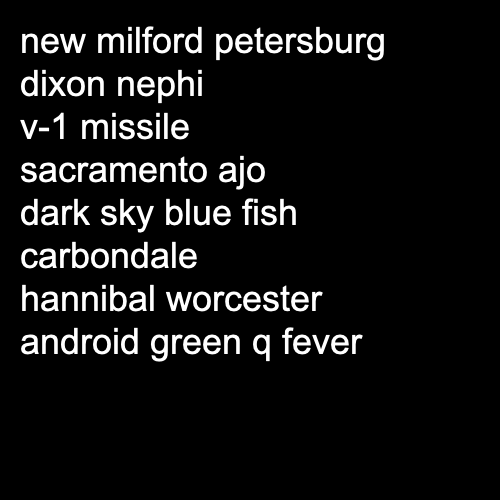 new milford petersburg
dixon nephi
v-1 missile
sacramento ajo
dark sky blue fish
carbondale
hannibal worcester
android green q fever